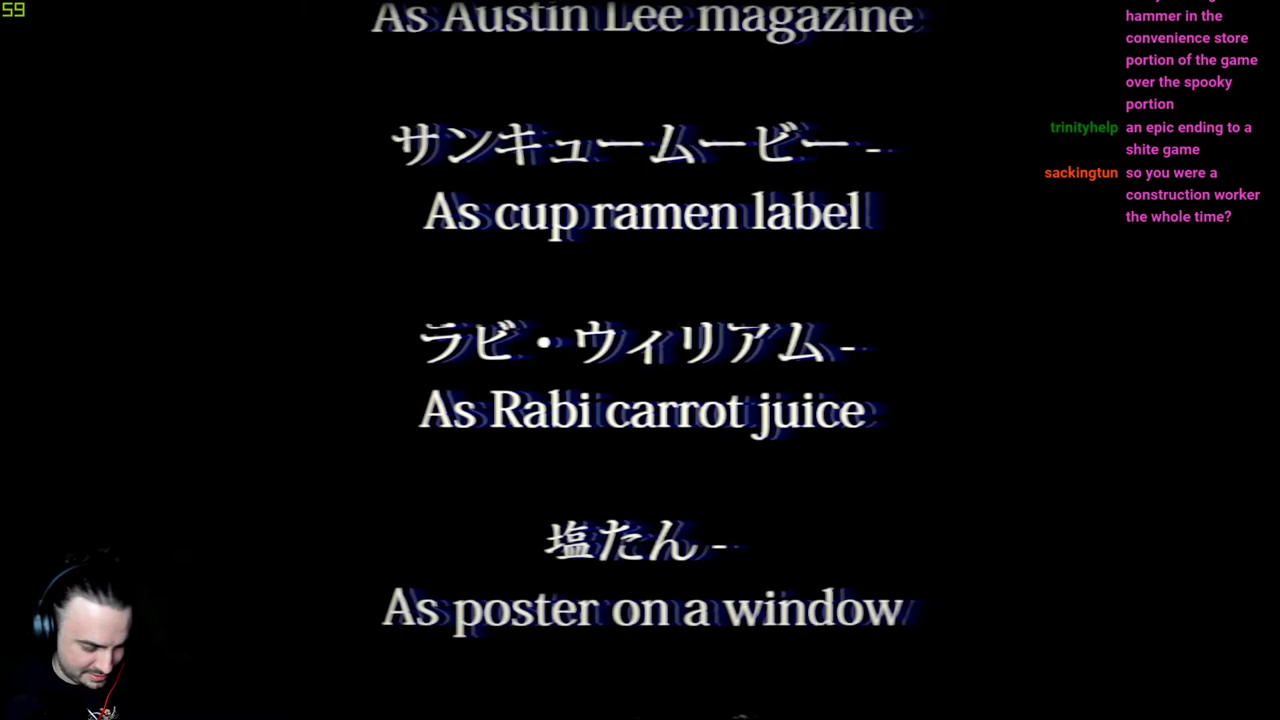 59
As Austin Lee magazine
サンキュームービー -
As cup ramen label
ラビ・ウィリアム -
As Rabi carrot juice
塩たん -
As poster on a window
hammer in the
convenience store
portion of the game
over the spooky
portion
trinityhelp an epic ending to a
shite game
sackingtun so you were a
construction worker
the whole time?